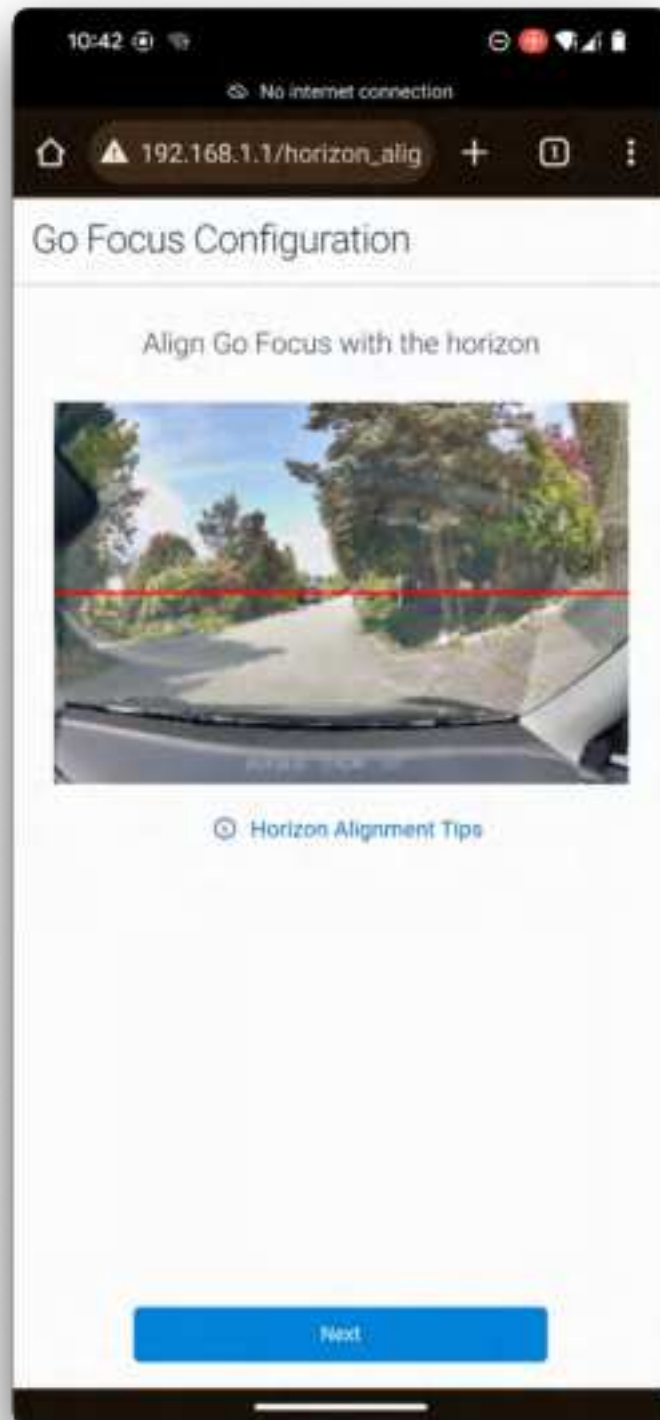 10:42
No internet connection
192.168.1.1/horizon_alig
1
Go Focus Configuration
Align Go Focus with the horizon
Horizon Alignment Tips
Next